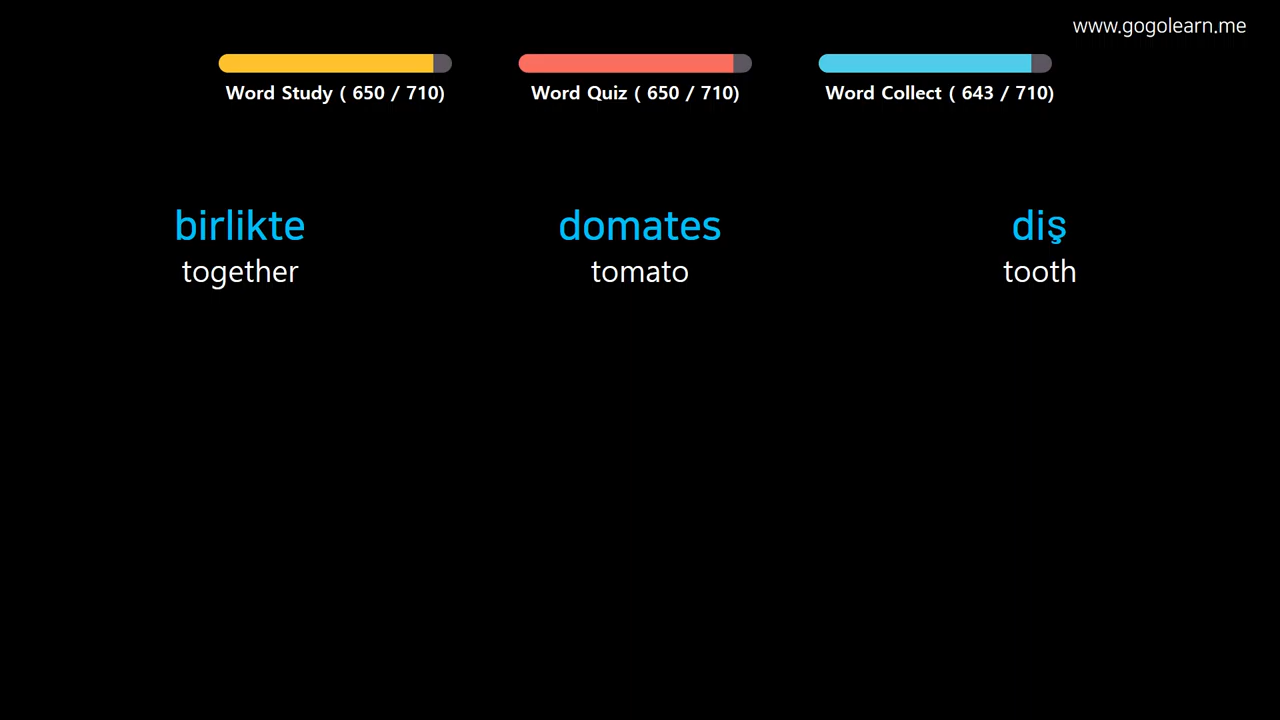 www.gogolearn.me
Word Study ( 650 / 710)
Word Quiz ( 650 / 710)
Word Collect ( 643 / 710)
birlikte
together
domates
tomato
diş
tooth